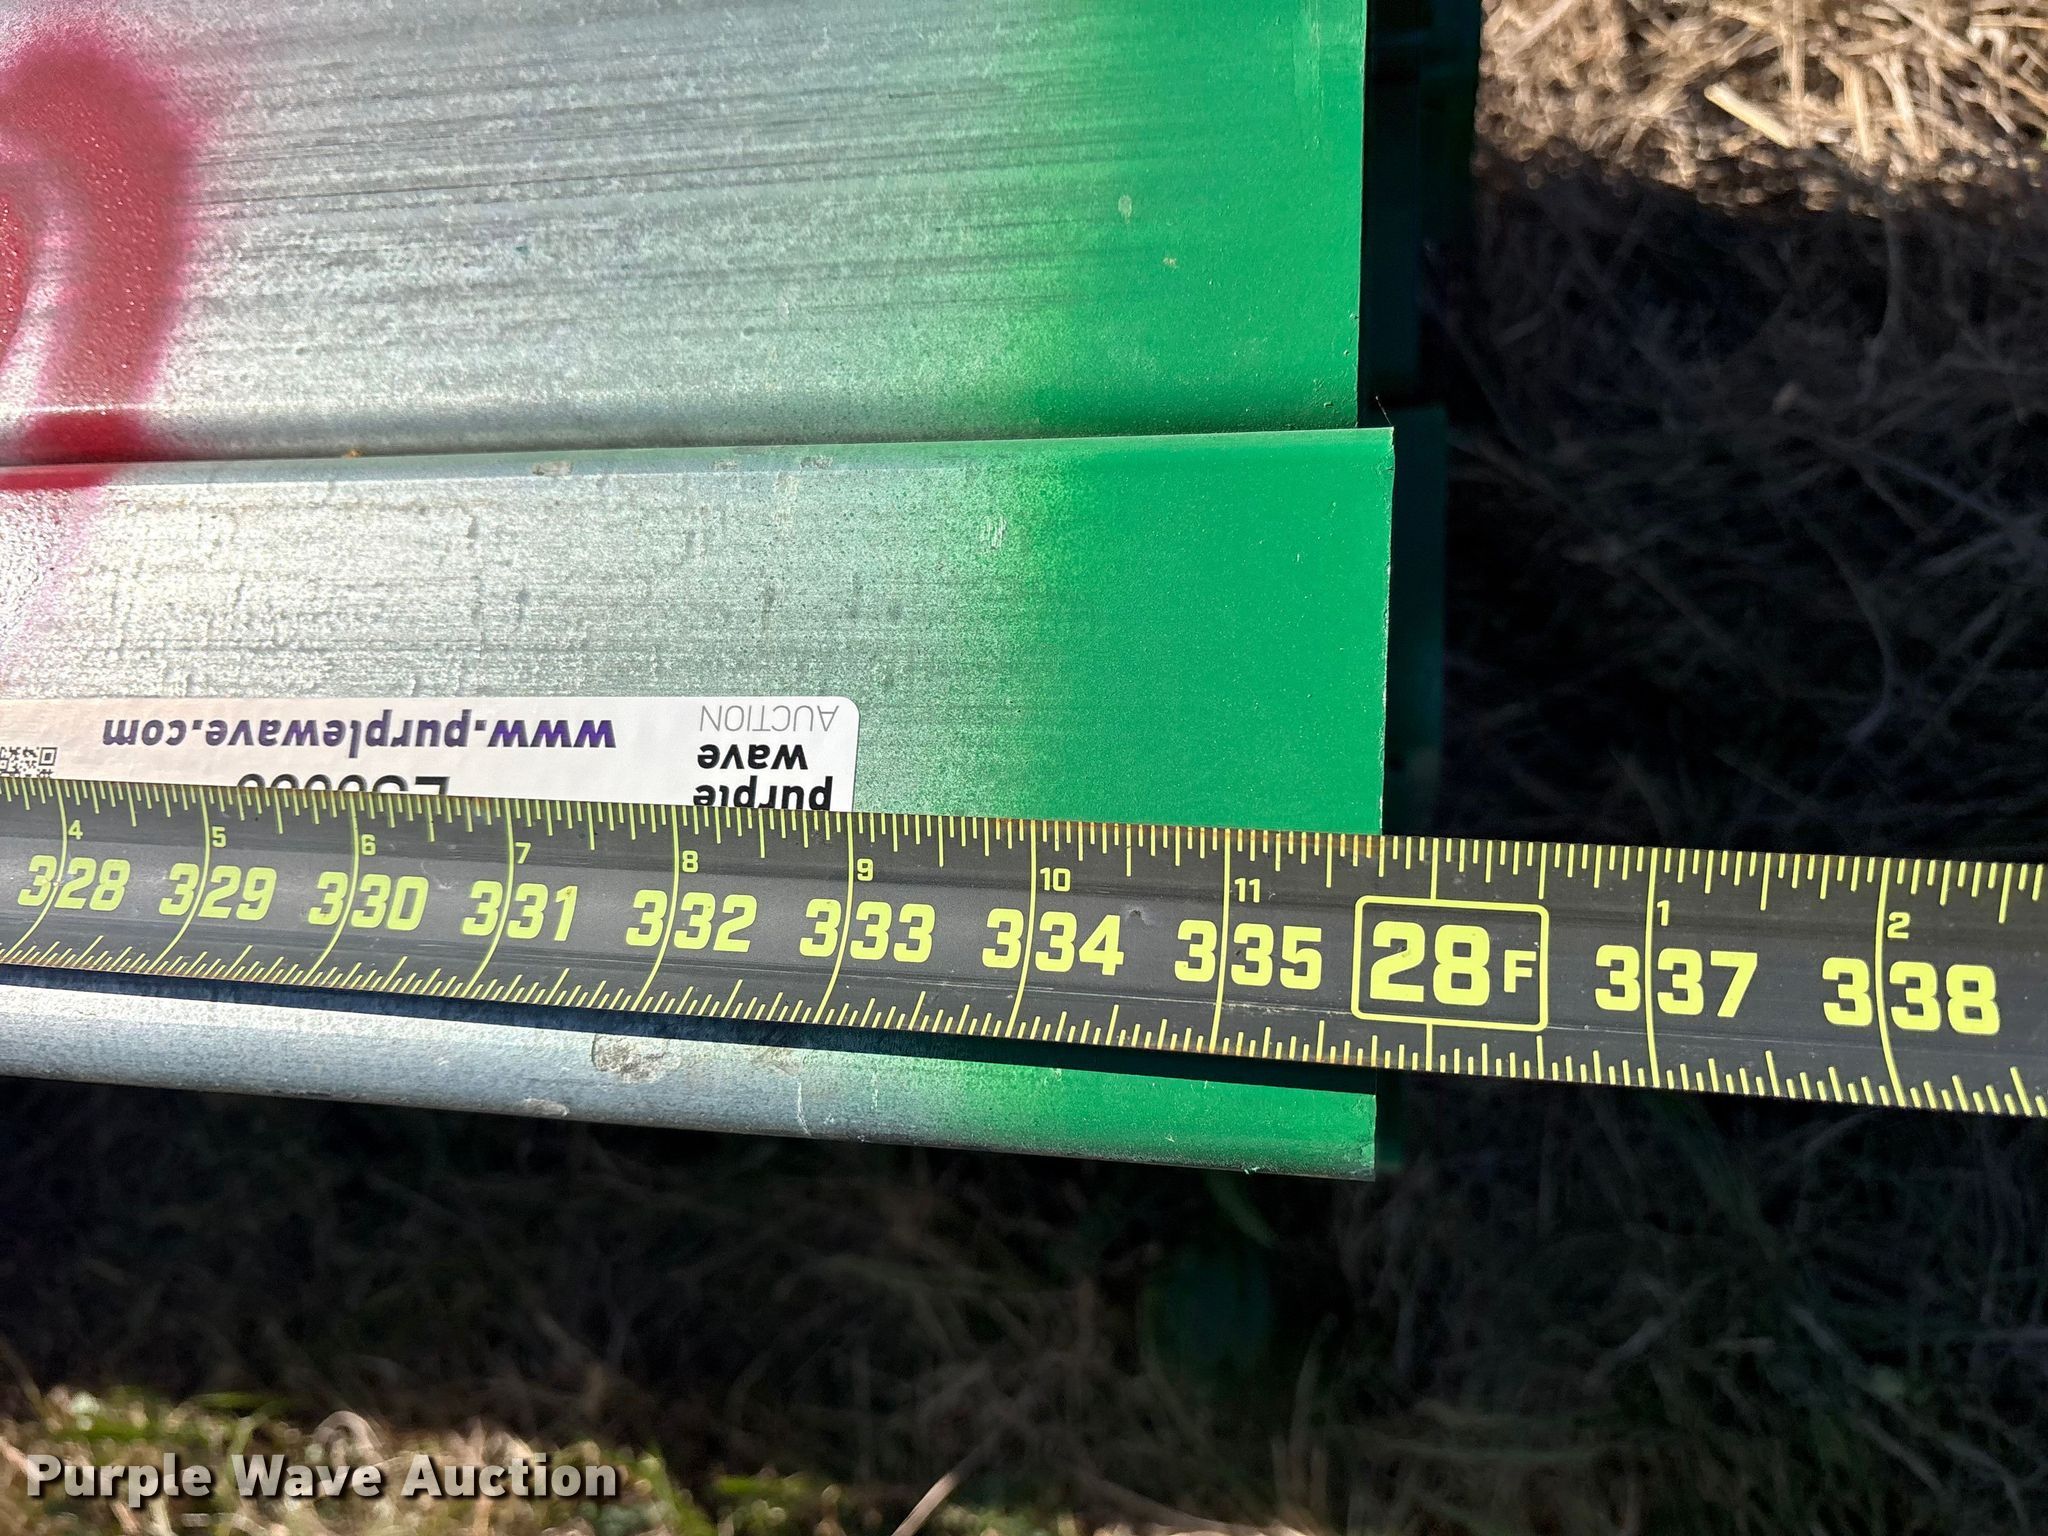 www.purplewave.com
purple
wave
AUCTION
4 5 6 7 8 9 10 11 1 2
328 329 330 331 332 333 334 335 28F 337 338
Purple Wave Auction